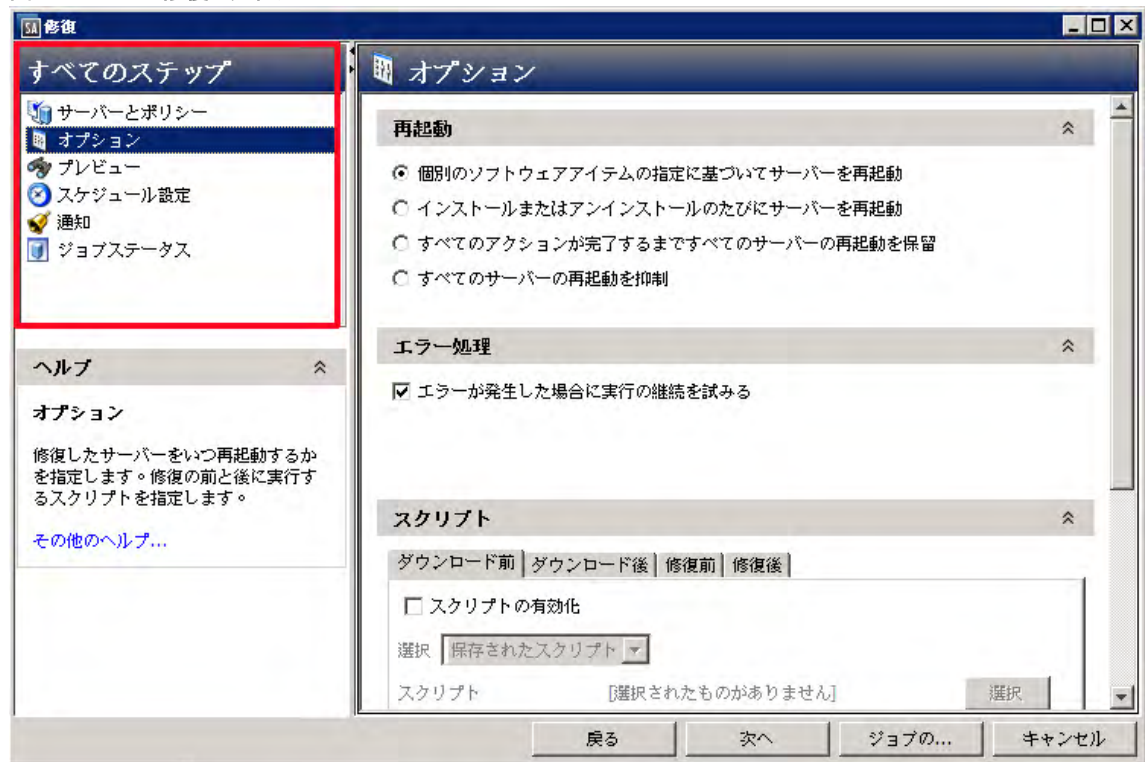 SA 修復
すべてのステップ
サーバーとポリシー
オプション
プレビュー
スケジュール設定
通知
ジョブステータス
ヘルプ
オプション
修復したサーバーをいつ再起動するか
を指定します。修復の前と後に実行す
るスクリプトを指定します。
その他のヘルプ...
オプション
再起動
個別のソフトウェアアイテムの指定に基づいてサーバーを再起動
インストールまたはアンインストールのたびにサーバーを再起動
すべてのアクションが完了するまですべてのサーバーの再起動を保留
すべてのサーバーの再起動を抑制
エラー処理
エラーが発生した場合に実行の継続を試みる
スクリプト
ダウンロード前 ダウンロード後 修復前 修復後
スクリプトの有効化
選択 保存されたスクリプト
スクリプト [選択されたものがありません] 選択
戻る 次へ ジョブの... キャンセル